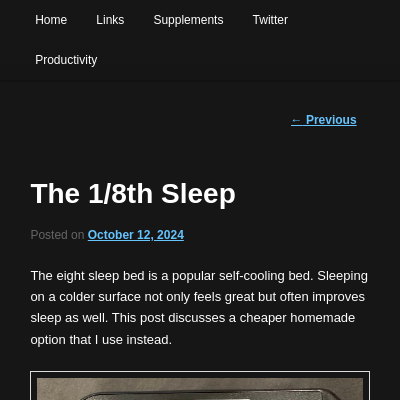 Home Links Supplements Twitter
Productivity
← Previous
The 1/8th Sleep
Posted on October 12, 2024
The eight sleep bed is a popular self-cooling bed. Sleeping
on a colder surface not only feels great but often improves
sleep as well. This post discusses a cheaper homemade
option that I use instead.